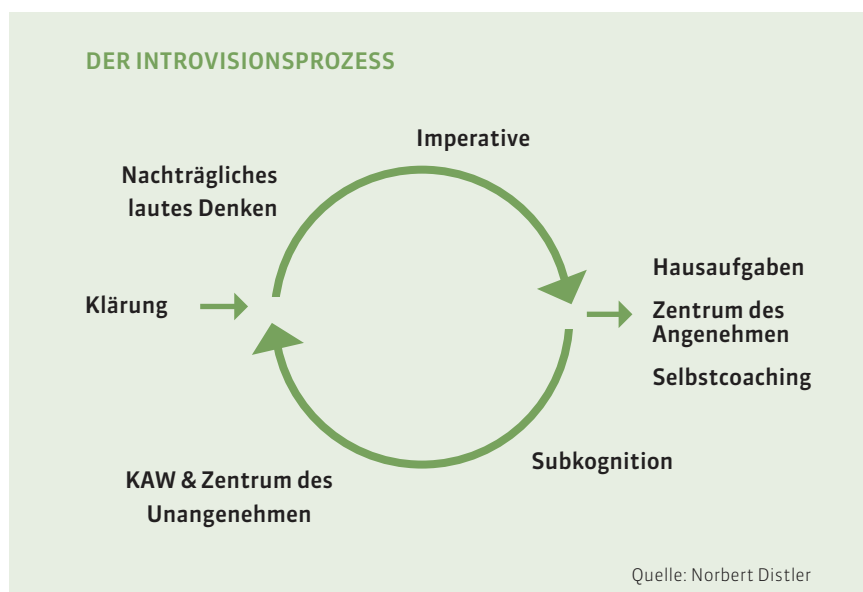 DER INTROVISIONSPROZESS
Imperative
Nachträgliches
lautes Denken
Klärung
Hausaufgaben
Zentrum des
Angenehmen
Selbstcoaching
Subkognition
KAW & Zentrum des
Unangenehmen
Quelle: Norbert Distler